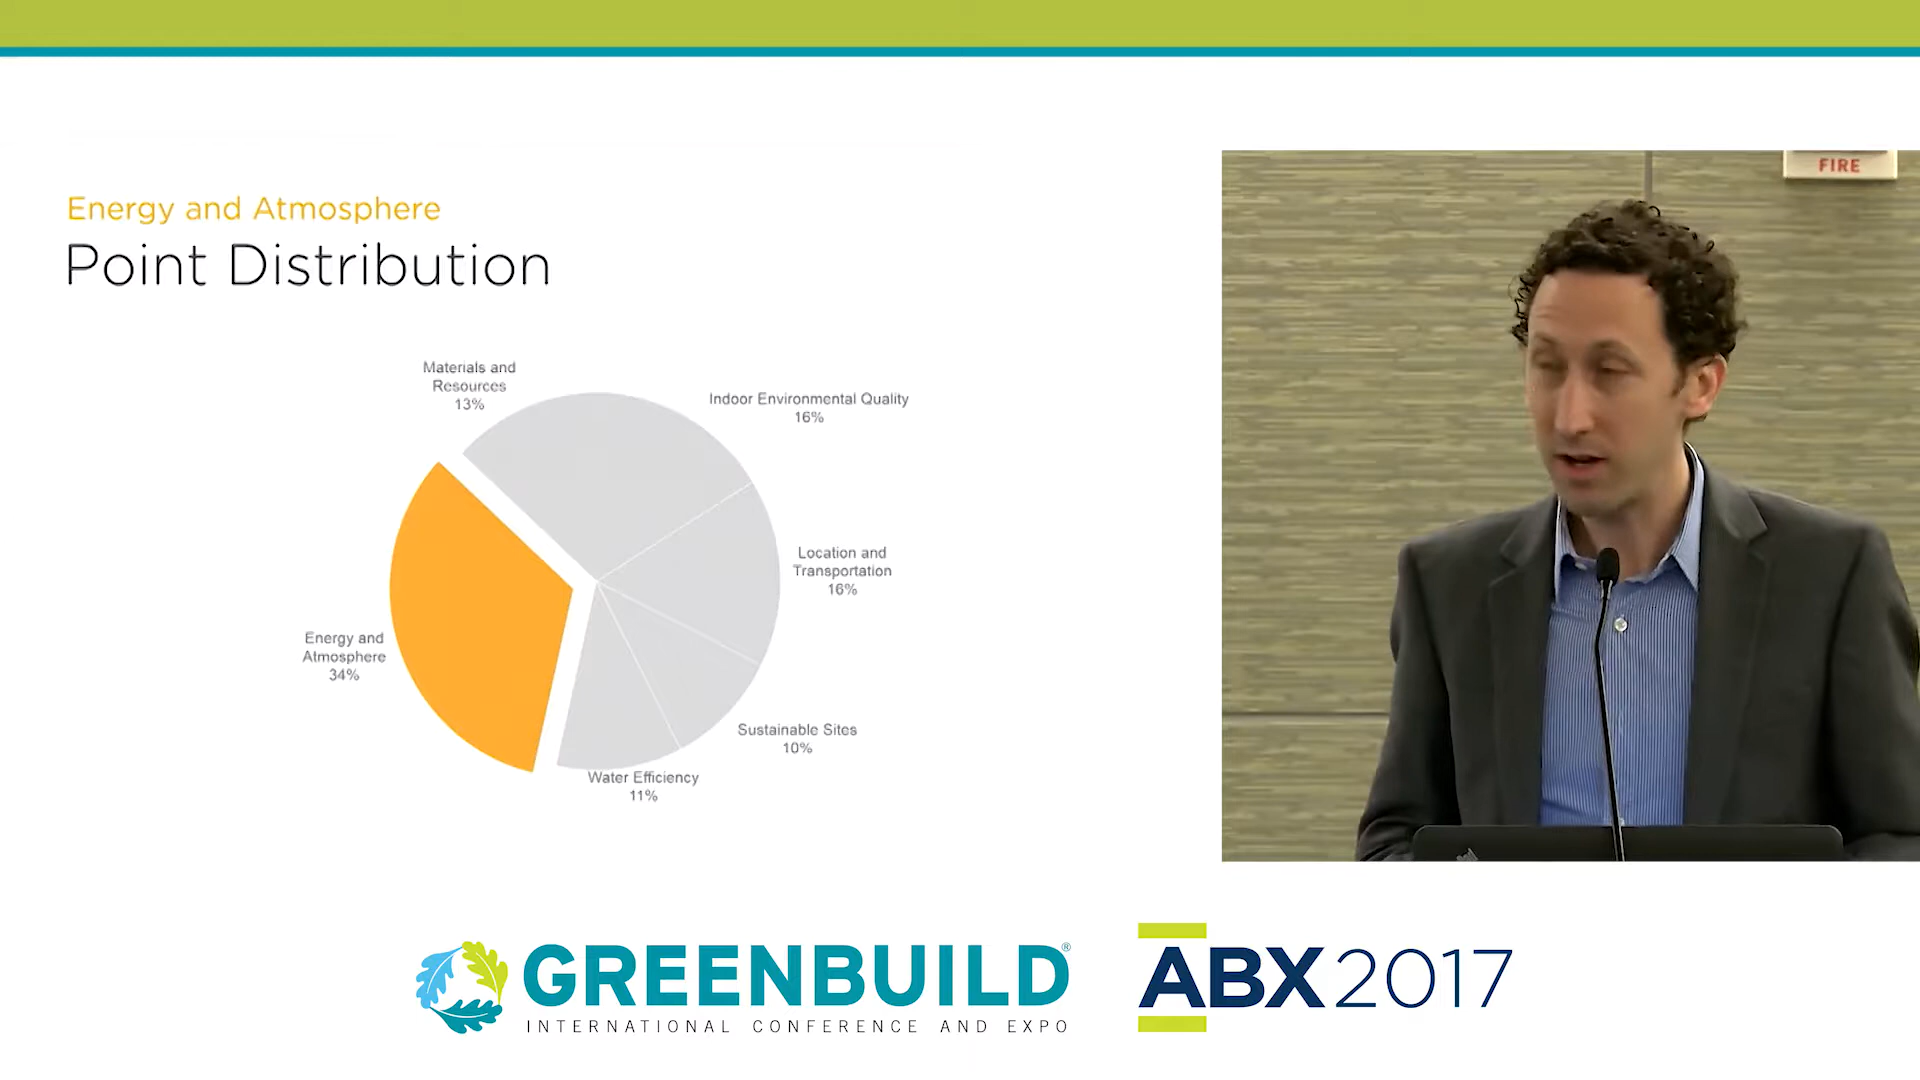 Energy and Atmosphere
Point Distribution
Materials and
Resources
13%
Indoor Environmental Quality
16%
Location and
Transportation
16%
Energy and
Atmosphere
34%
Sustainable Sites
10%
Water Efficiency
11%
FIRE
GREENBUILD®
INTERNATIONAL CONFERENCE AND EXPO
ABX2017